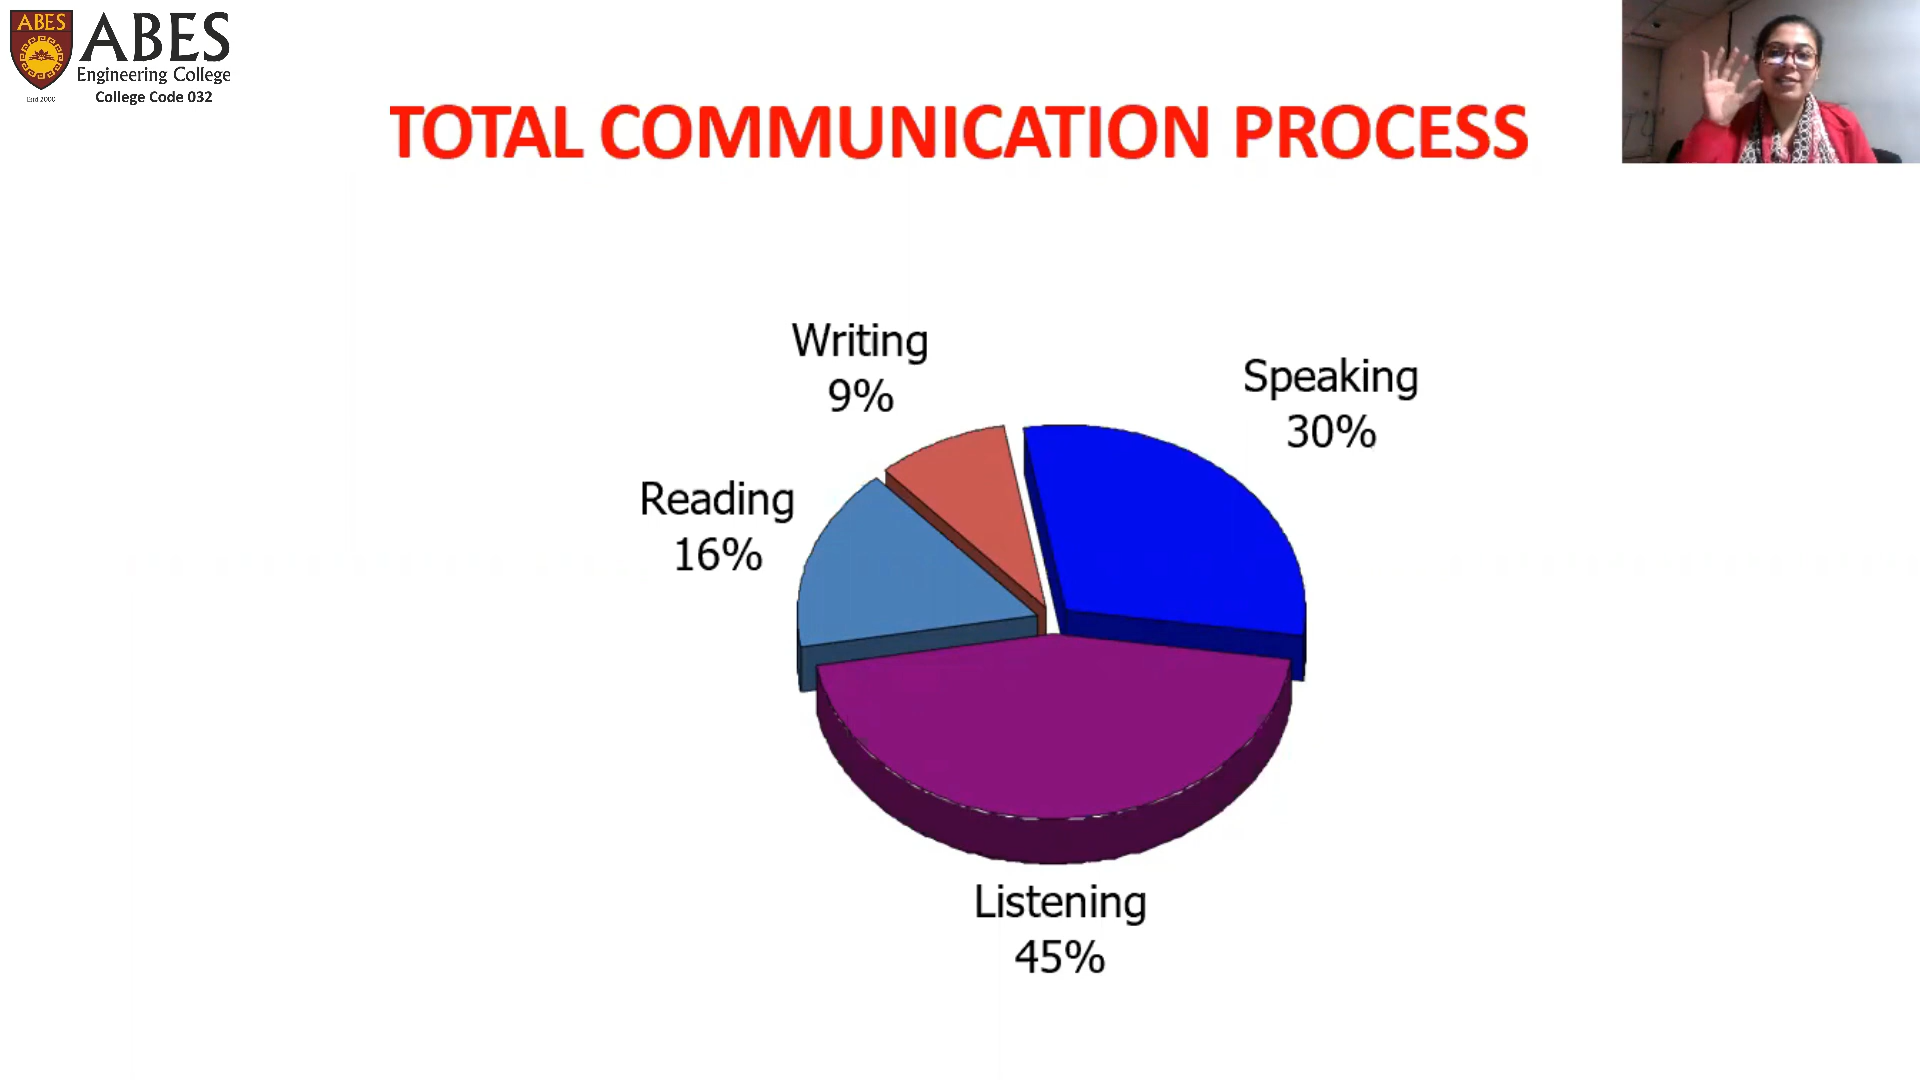 ABES
ABES
Engineering College
College Code 032
TOTAL COMMUNICATION PROCESS
Writing
9%
Speaking
30%
Reading
16%
Listening
45%